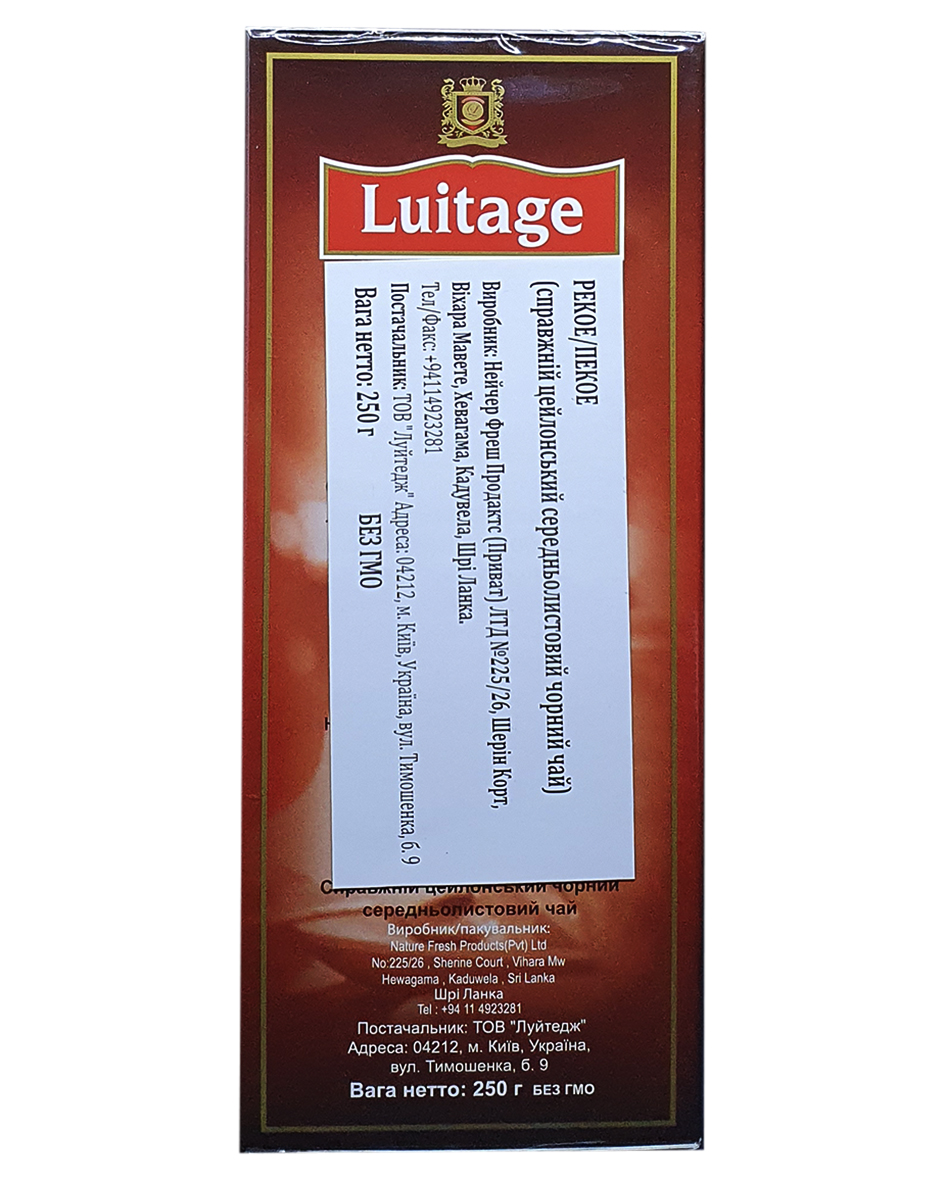 Luitage
РЕКОЕ/ПЕКОЕ
(справжній цейлонський середньолистовий чорний чай)
Виробник: Нейчер Фреш Продактс (Приват) ЛТД №225/26, Шерін Корт,
Віхара Мавете, Хевагама, Кадувела, Шрі Ланка.
Тел/Факс: +94114923281
Постачальник: ТОВ "Луйтедж" Адреса: 04212, м. Київ, Україна, вул. Тимошенка, б. 9
Вага нетто: 250 г БЕЗ ГМО
Справжній цейлонський чорний
середньолистовий чай
Виробник/пакувальник:
Nature Fresh Products(Pvt) Ltd
No:225/26 , Sherine Court , Vihara Mw
Hewagama , Kaduwela , Sri Lanka
Шрі Ланка
Tel : +94 11 4923281
Постачальник: ТОВ "Луйтедж"
Адреса: 04212, м. Київ, Україна,
вул. Тимошенка, б. 9
Вага нетто: 250 г БЕЗ ГМО